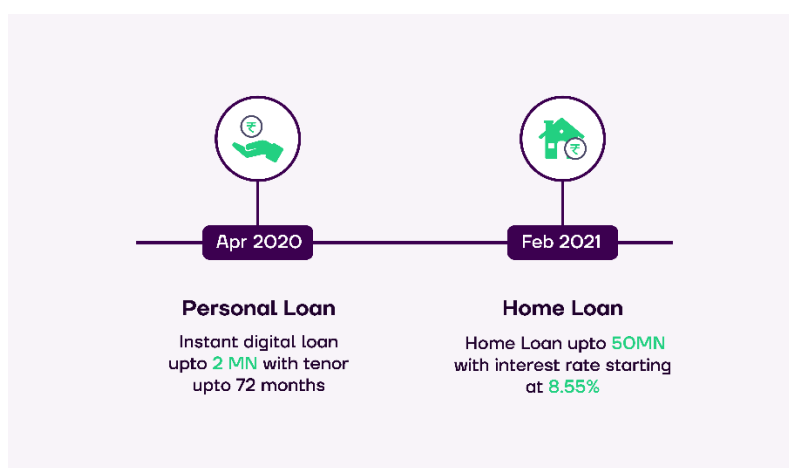 ₹
₹
Apr 2020
Feb 2021
Personal Loan
Instant digital loan
upto 2 MN with tenor
upto 72 months
Home Loan
Home Loan upto 50MN
with interest rate starting
at 8.55%